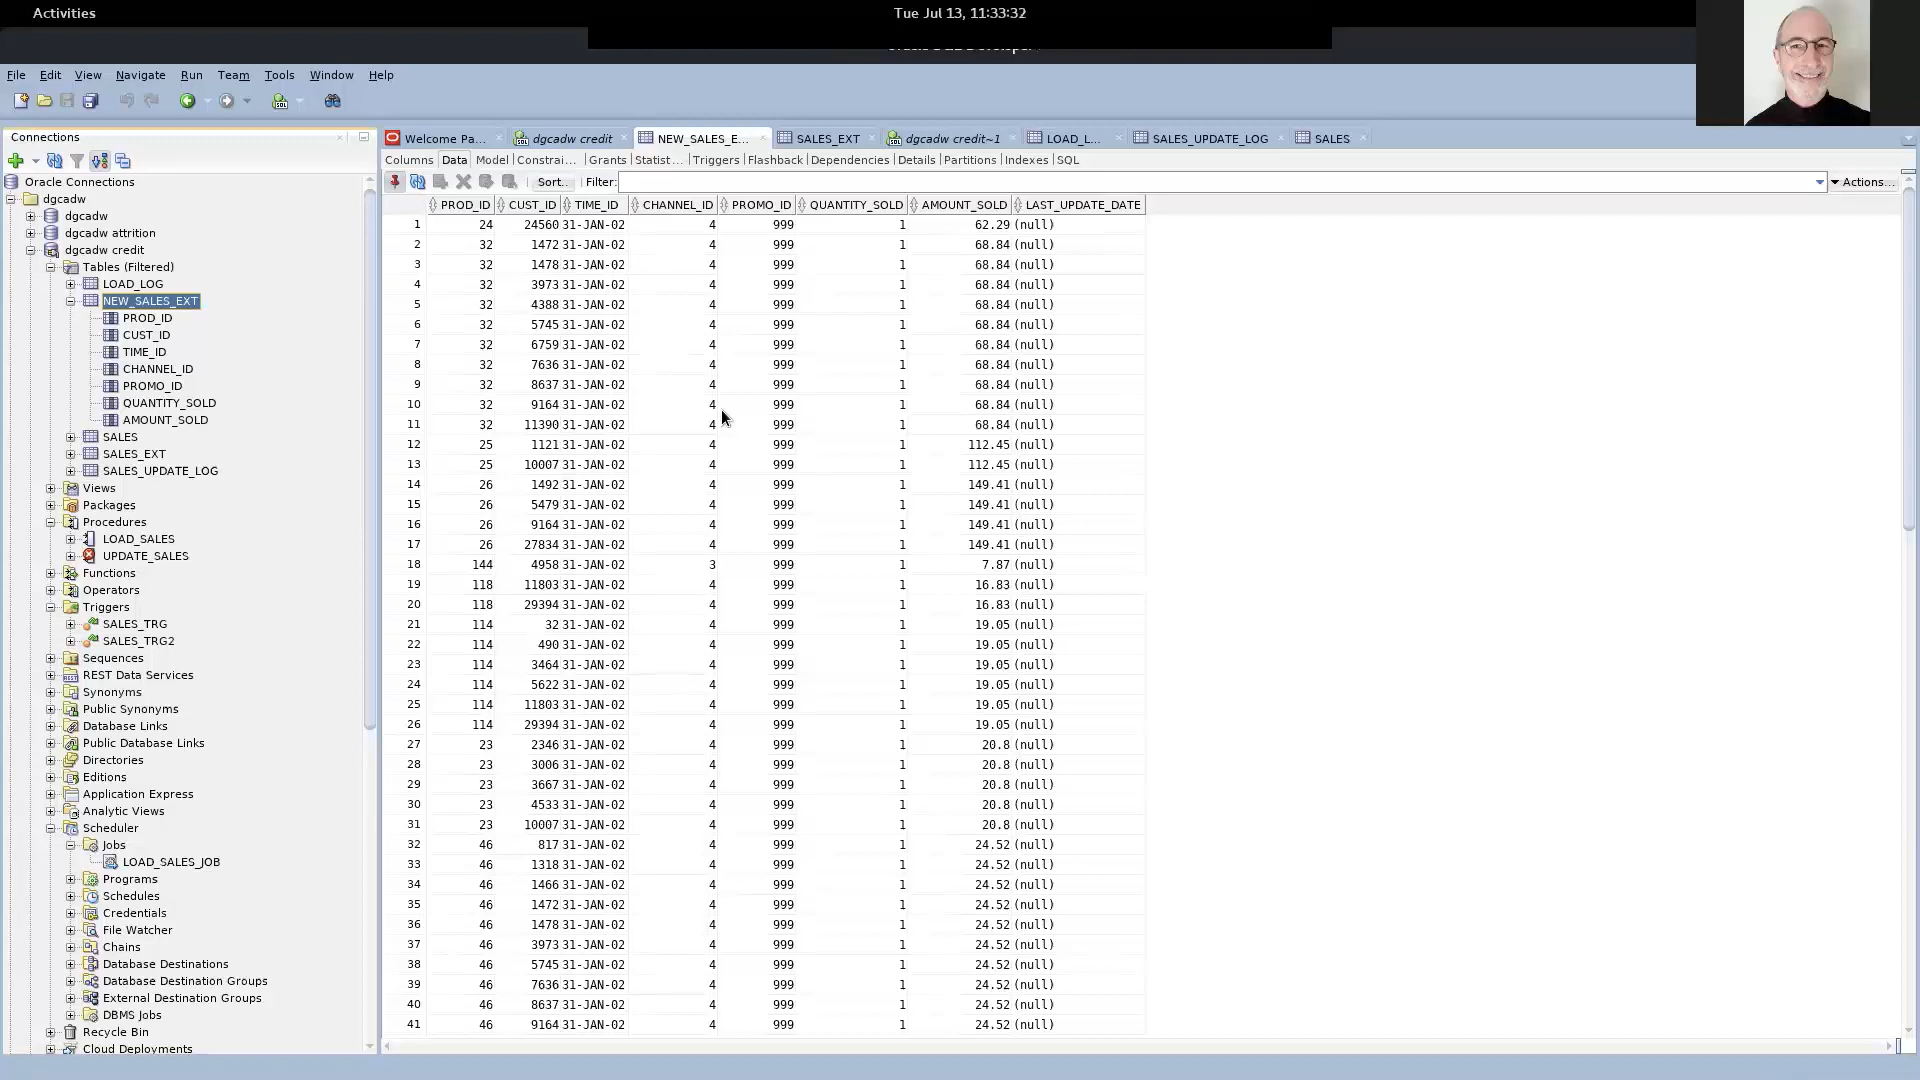 Activities
Tue Jul 13, 11:33:32
File Edit View Navigate Run Team Tools Window Help
Connections
Welcome Pa... dgcadw credit NEW_SALES_E... SALES_EXT dgcadw credit~1 LOAD_L... SALES_UPDATE_LOG SALES
Columns Data Model Constrai... Grants Statist... Triggers Flashback Dependencies Details Partitions Indexes SQL
Sort.. Filter: Actions...
Oracle Connections
dgcadw
dgcadw
dgcadw attrition
dgcadw credit
Tables (Filtered)
LOAD_LOG
NEW_SALES_EXT
PROD_ID
CUST_ID
TIME_ID
CHANNEL_ID
PROMO_ID
QUANTITY_SOLD
AMOUNT_SOLD
SALES
SALES_EXT
SALES_UPDATE_LOG
Views
Packages
Procedures
LOAD_SALES
UPDATE_SALES
Functions
Operators
Triggers
SALES_TRG
SALES_TRG2
Sequences
REST Data Services
Synonyms
Public Synonyms
Database Links
Public Database Links
Directories
Editions
Application Express
Analytic Views
Scheduler
Jobs
LOAD_SALES_JOB
Programs
Schedules
Credentials
File Watcher
Chains
Database Destinations
Database Destination Groups
External Destination Groups
DBMS Jobs
Recycle Bin
Cloud Deployments
PROD_ID CUST_ID TIME_ID CHANNEL_ID PROMO_ID QUANTITY_SOLD AMOUNT_SOLD LAST_UPDATE_DATE
1 24 24560 31-JAN-02 4 999 1 62.29 (null)
2 32 1472 31-JAN-02 4 999 1 68.84 (null)
3 32 1478 31-JAN-02 4 999 1 68.84 (null)
4 32 3973 31-JAN-02 4 999 1 68.84 (null)
5 32 4388 31-JAN-02 4 999 1 68.84 (null)
6 32 5745 31-JAN-02 4 999 1 68.84 (null)
7 32 6759 31-JAN-02 4 999 1 68.84 (null)
8 32 7636 31-JAN-02 4 999 1 68.84 (null)
9 32 8637 31-JAN-02 4 999 1 68.84 (null)
10 32 9164 31-JAN-02 4 999 1 68.84 (null)
11 32 11390 31-JAN-02 4 999 1 68.84 (null)
12 25 1121 31-JAN-02 4 999 1 112.45 (null)
13 25 10007 31-JAN-02 4 999 1 112.45 (null)
14 26 1492 31-JAN-02 4 999 1 149.41 (null)
15 26 5479 31-JAN-02 4 999 1 149.41 (null)
16 26 9164 31-JAN-02 4 999 1 149.41 (null)
17 26 27834 31-JAN-02 4 999 1 149.41 (null)
18 144 4958 31-JAN-02 3 999 1 7.87 (null)
19 118 11803 31-JAN-02 4 999 1 16.83 (null)
20 118 29394 31-JAN-02 4 999 1 16.83 (null)
21 114 32 31-JAN-02 4 999 1 19.05 (null)
22 114 490 31-JAN-02 4 999 1 19.05 (null)
23 114 3464 31-JAN-02 4 999 1 19.05 (null)
24 114 5622 31-JAN-02 4 999 1 19.05 (null)
25 114 11803 31-JAN-02 4 999 1 19.05 (null)
26 114 29394 31-JAN-02 4 999 1 19.05 (null)
27 23 2346 31-JAN-02 4 999 1 20.8 (null)
28 23 3006 31-JAN-02 4 999 1 20.8 (null)
29 23 3667 31-JAN-02 4 999 1 20.8 (null)
30 23 4533 31-JAN-02 4 999 1 20.8 (null)
31 23 10007 31-JAN-02 4 999 1 20.8 (null)
32 46 817 31-JAN-02 4 999 1 24.52 (null)
33 46 1318 31-JAN-02 4 999 1 24.52 (null)
34 46 1466 31-JAN-02 4 999 1 24.52 (null)
35 46 1472 31-JAN-02 4 999 1 24.52 (null)
36 46 1478 31-JAN-02 4 999 1 24.52 (null)
37 46 3973 31-JAN-02 4 999 1 24.52 (null)
38 46 5745 31-JAN-02 4 999 1 24.52 (null)
39 46 7636 31-JAN-02 4 999 1 24.52 (null)
40 46 8637 31-JAN-02 4 999 1 24.52 (null)
41 46 9164 31-JAN-02 4 999 1 24.52 (null)